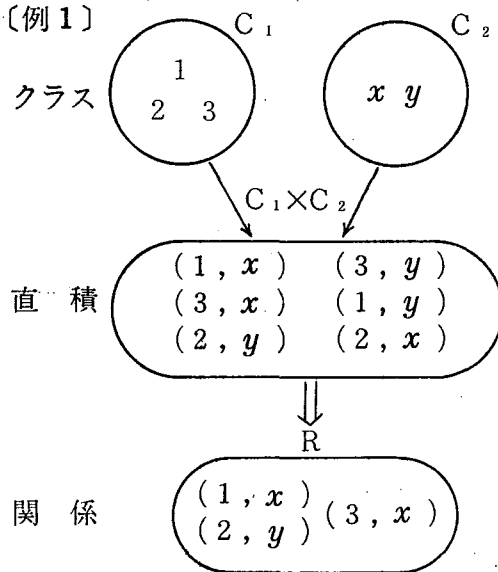 〔例1〕
C₁
C₂
クラス
1
2 3
x y
C₁×C₂
直積
(1, x) (3, y)
(3, x) (1, y)
(2, y) (2, x)
R
関係
(1, x)
(2, y) (3, x)